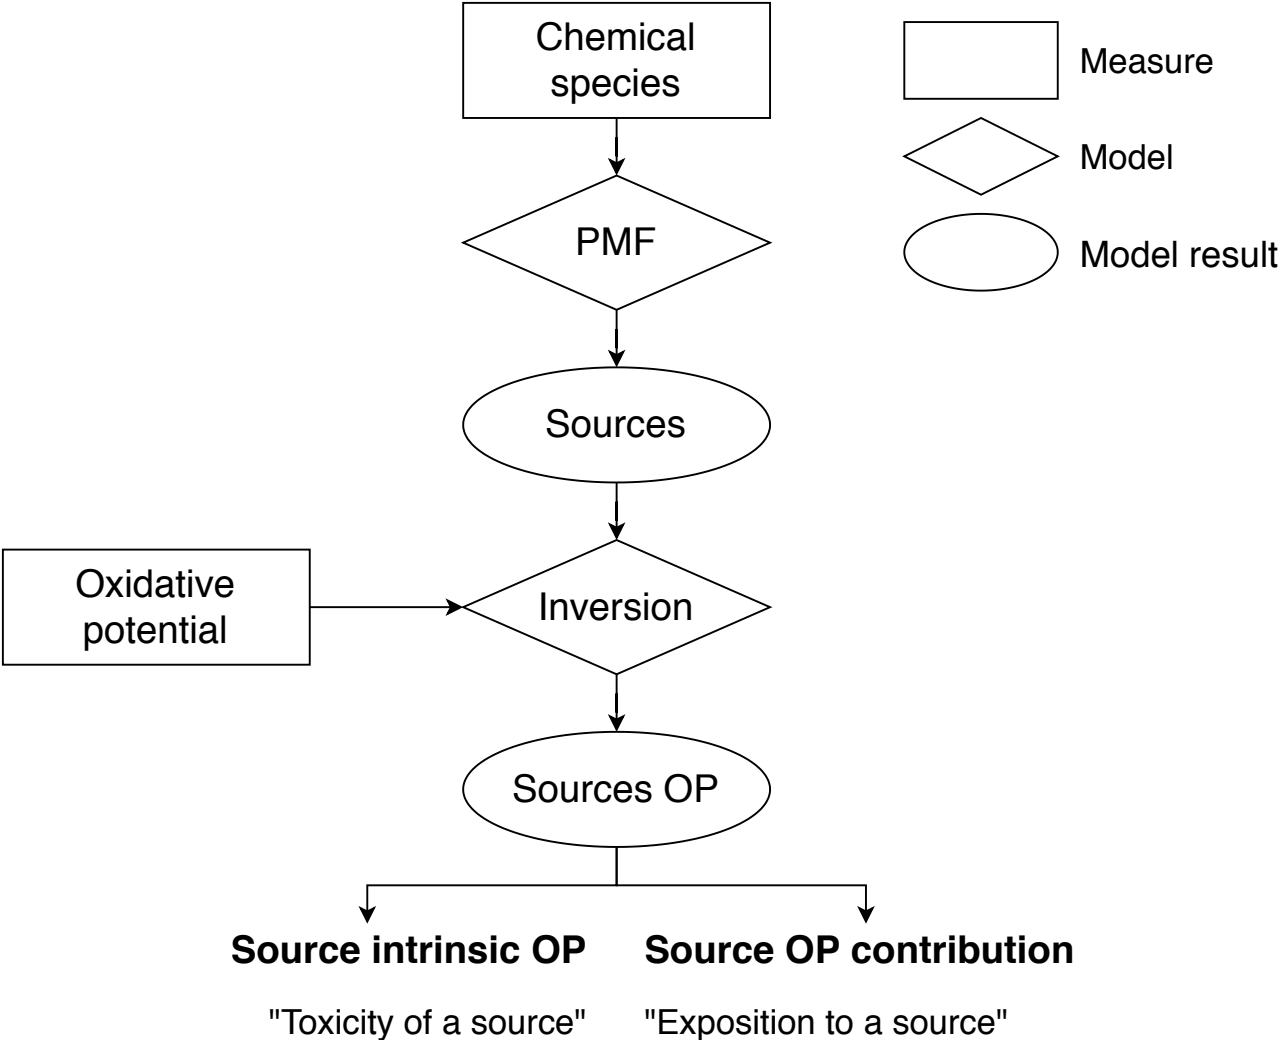 Chemical
species
Measure
Model
PMF
Model result
Sources
Oxidative
potential
Inversion
Sources OP
Source intrinsic OP
Source OP contribution
"Toxicity of a source"
"Exposition to a source"